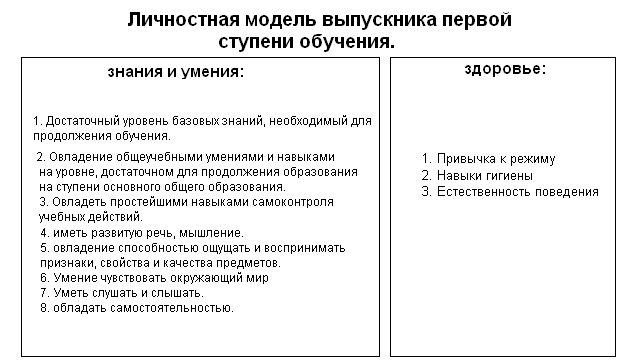 Личностная модель выпускника первой
ступени обучения.
знания и умения:
1. Достаточный уровень базовых знаний, необходимый для
продолжения обучения.
2. Овладение общеучебными умениями и навыками
на уровне, достаточном для продолжения образования
на ступени основного общего образования.
3. Овладеть простейшими навыками самоконтроля
учебных действий.
4. иметь развитую речь, мышление.
5. овладение способностью ощущать и воспринимать
признаки, свойства и качества предметов.
6. Умение чувствовать окружающий мир
7. Уметь слушать и слышать.
8. обладать самостоятельностью.
здоровье:
1. Привычка к режиму
2. Навыки гигиены
3. Естественность поведения